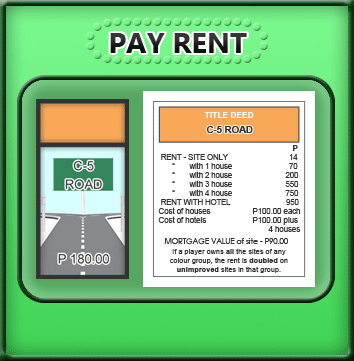 PAY RENT
C-5
ROAD
P 180.00
TITLE DEED
C-5 ROAD
P
RENT - SITE ONLY 14
" with 1 house 70
" with 2 house 200
" with 3 house 550
" with 4 house 750
RENT WITH HOTEL 950
Cost of houses P100.00 each
Cost of hotels P100.00 plus
4 houses
MORTGAGE VALUE of site - P90.00
If a player owns all the sites of any
colour group, the rent is doubled on
unimproved sites in that group.